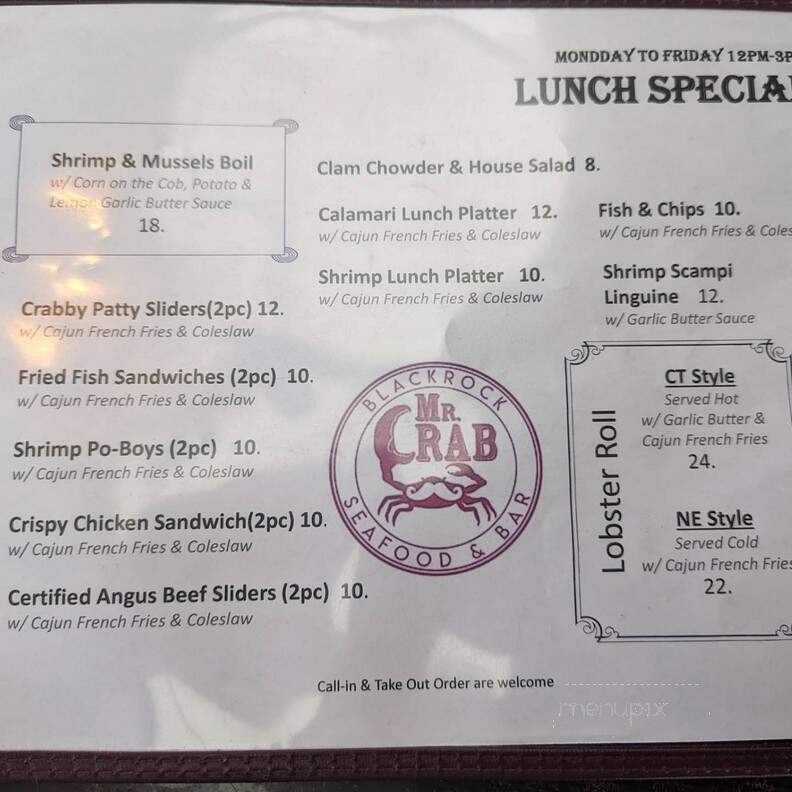 MONDDAY TO FRIDAY 12PM-3P
LUNCH SPECIAL
Shrimp & Mussels Boil
w/ Corn on the Cob, Potato &
Lemon Garlic Butter Sauce
18.
Crabby Patty Sliders(2pc) 12.
w/ Cajun French Fries & Coleslaw
Fried Fish Sandwiches (2pc) 10.
w/ Cajun French Fries & Coleslaw
Shrimp Po-Boys (2pc) 10.
w/ Cajun French Fries & Coleslaw
Crispy Chicken Sandwich(2pc) 10.
w/ Cajun French Fries & Coleslaw
Certified Angus Beef Sliders (2pc) 10.
w/ Cajun French Fries & Coleslaw
Clam Chowder & House Salad 8.
Calamari Lunch Platter 12.
w/ Cajun French Fries & Coleslaw
Shrimp Lunch Platter 10.
w/ Cajun French Fries & Coleslaw
Fish & Chips 10.
w/ Cajun French Fries & Coles
Shrimp Scampi
Linguine 12.
w/ Garlic Butter Sauce
BLACKROCK
MR.
CRAB
SEAFOOD & BAR
Lobster Roll
CT Style
Served Hot
w/ Garlic Butter &
Cajun French Fries
24.
NE Style
Served Cold
w/ Cajun French Fries
22.
Call-in & Take Out Order are welcome
menupix